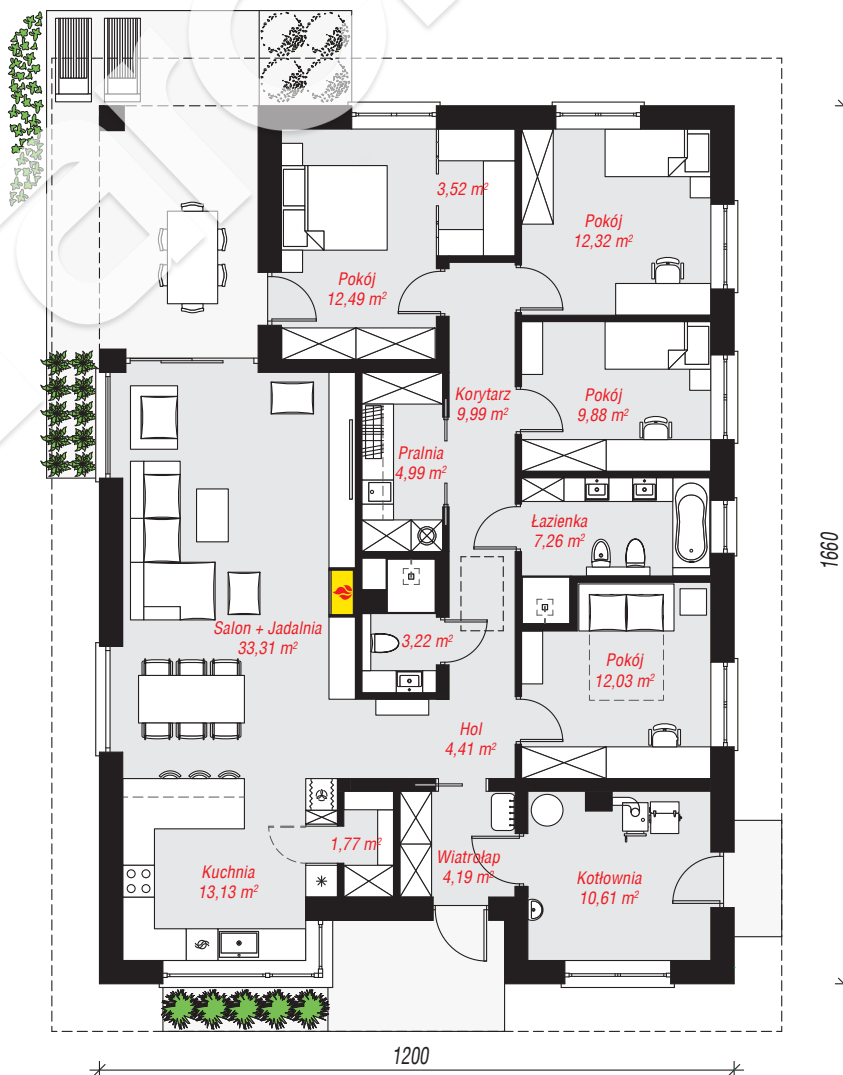 3,52 m²
Pokój
12,32 m²
Pokój
12,49 m²
Korytarz
9,99 m²
Pokój
9,88 m²
Pralnia
4,99 m²
Łazienka
7,26 m²
1660
Salon + Jadalnia
33,31 m²
3,22 m²
Pokój
12,03 m²
Hol
4,41 m²
1,77 m²
Kuchnia
13,13 m²
Wiatrołap
4,19 m²
Kotłownia
10,61 m²
1200